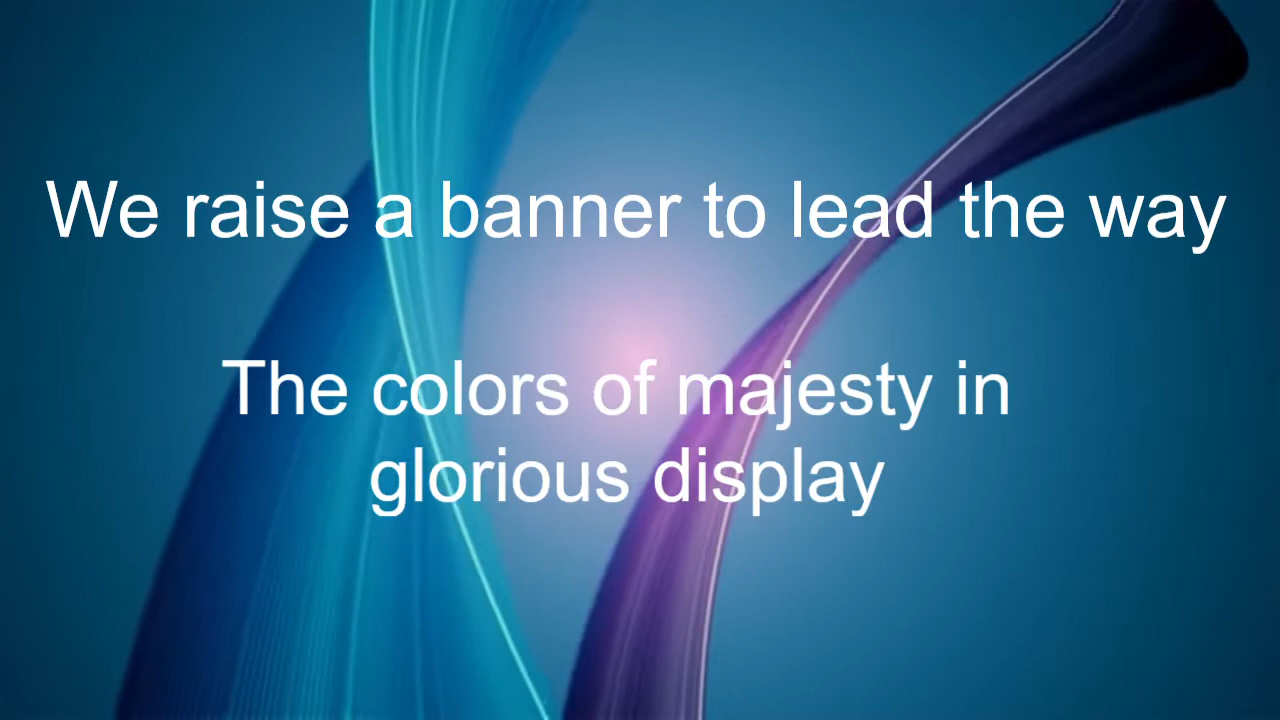 We raise a banner to lead the way
The colors of majesty in
glorious display